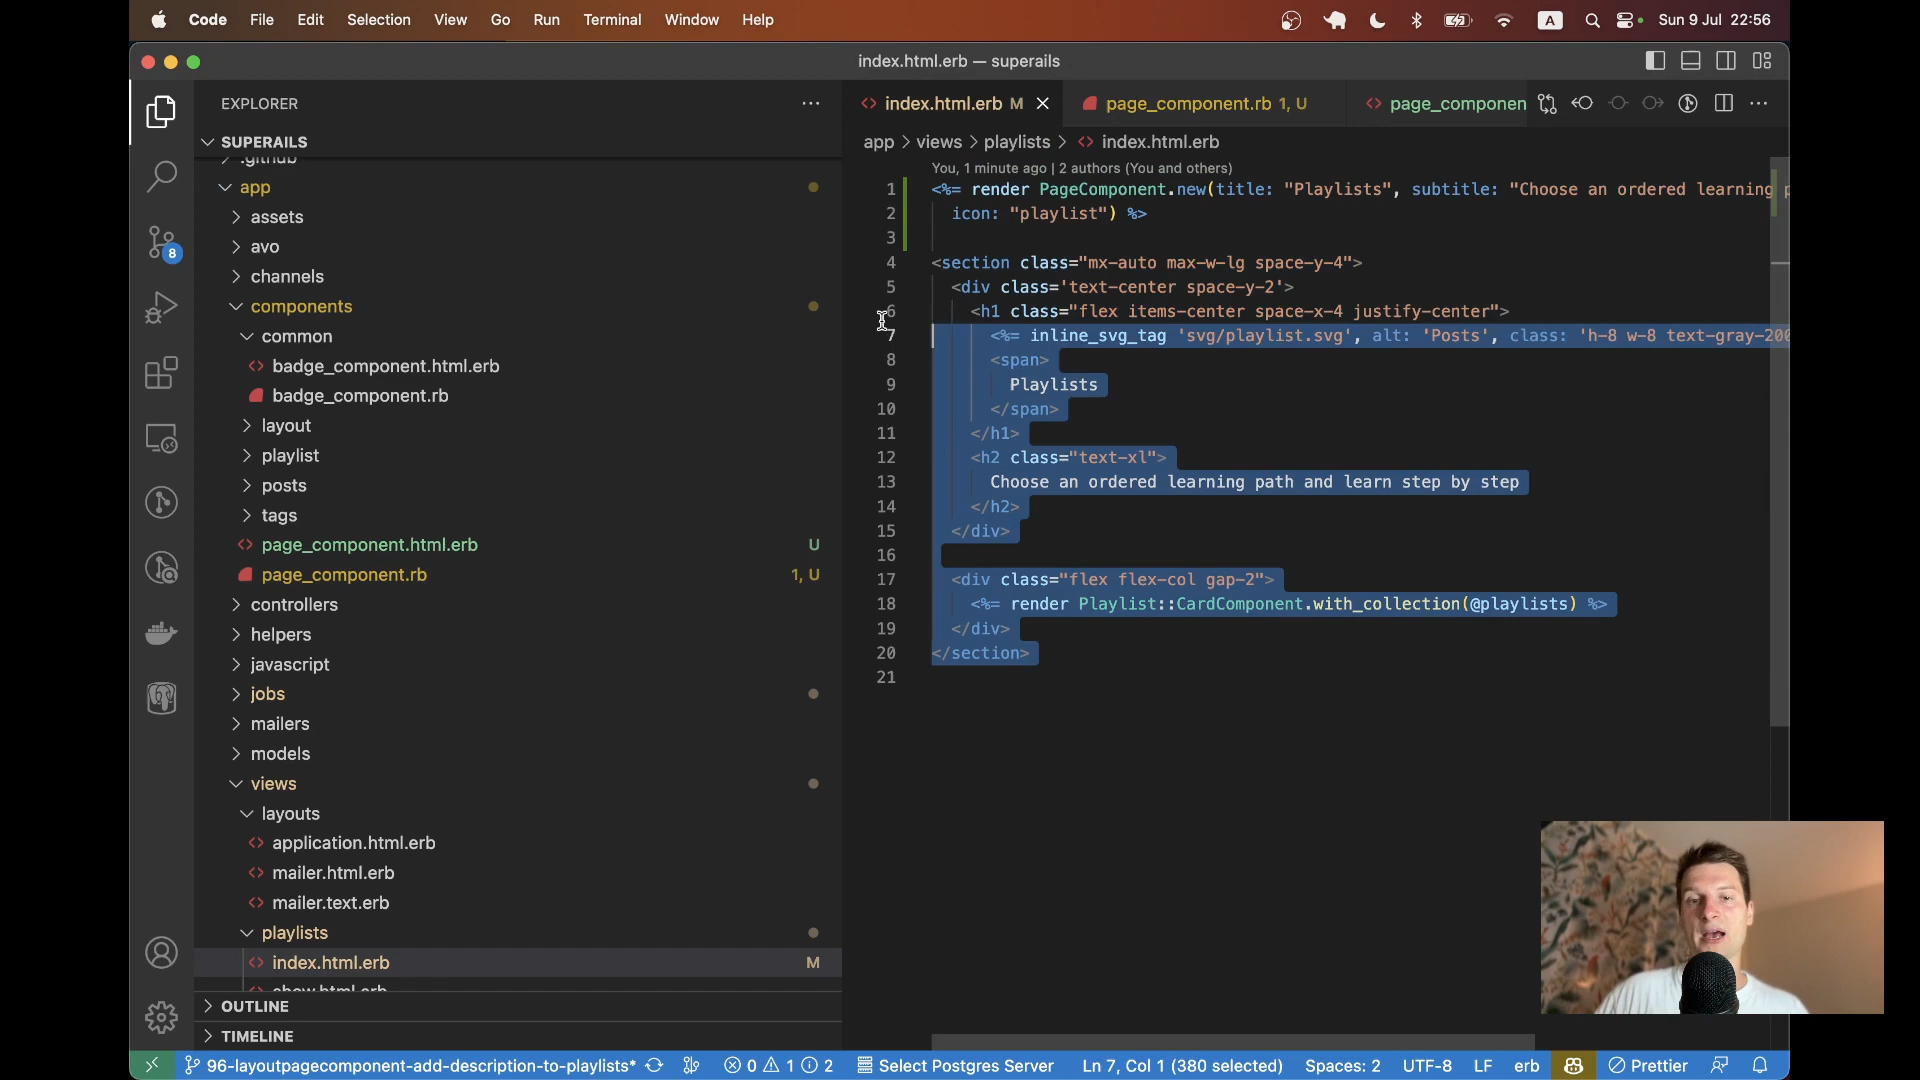 Code File Edit Selection View Go Run Terminal Window Help
A Sun 9 Jul 22:56
index.html.erb — superails
EXPLORER
SUPERAILS
.github
app
assets
avo
channels
components
common
badge_component.html.erb
badge_component.rb
layout
playlist
posts
tags
page_component.html.erb U
page_component.rb 1, U
controllers
helpers
javascript
jobs
mailers
models
views
layouts
application.html.erb
mailer.html.erb
mailer.text.erb
playlists
index.html.erb M
show.html.erb
OUTLINE
TIMELINE
8
index.html.erb M page_component.rb 1, U page_componen
app > views > playlists > index.html.erb
You, 1 minute ago | 2 authors (You and others)
1 <%= render PageComponent.new(title: "Playlists", subtitle: "Choose an ordered learning p
2 icon: "playlist") %>
3
4 <section class="mx-auto max-w-lg space-y-4">
5 <div class='text-center space-y-2'>
6 <h1 class="flex items-center space-x-4 justify-center">
7 <%= inline_svg_tag 'svg/playlist.svg', alt: 'Posts', class: 'h-8 w-8 text-gray-200
8 <span>
9 Playlists
10 </span>
11 </h1>
12 <h2 class="text-xl">
13 Choose an ordered learning path and learn step by step
14 </h2>
15 </div>
16
17 <div class="flex flex-col gap-2">
18 <%= render Playlist::CardComponent.with_collection(@playlists) %>
19 </div>
20 </section>
21
96-layoutpagecomponent-add-description-to-playlists* 0 1 2 Select Postgres Server Ln 7, Col 1 (380 selected) Spaces: 2 UTF-8 LF erb Prettier